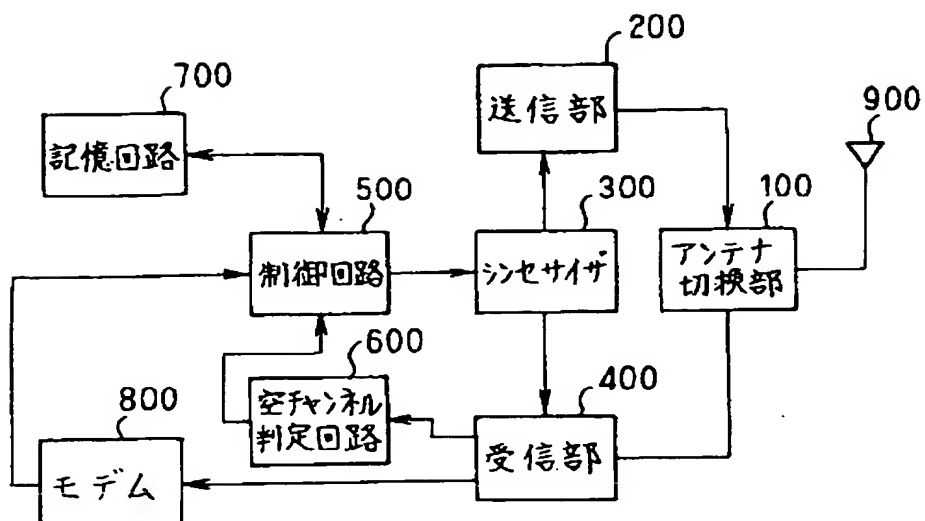 200
送信部
700
記憶回路
900
500
制御回路
300
シンセサイザ
100
アンテナ
切換部
600
空チャンネル
判定回路
400
受信部
800
モデム